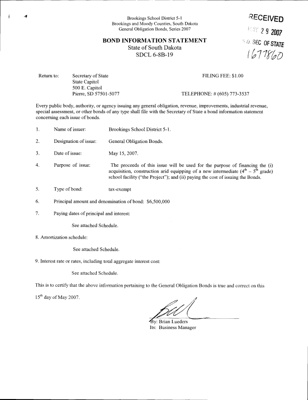 Brookings School District 5-1
Brookings and Moody Counties, South Dakota
General Obligation Bonds, Series 2007
RECEIVED
29 2007
SEC OF STATE
1677860
BOND INFORMATION STATEMENT
State of South Dakota
SDCL 6-8B-19
Return to: Secretary of State FILING FEE: $1.00
State Capitol
500 E. Capitol
Pierre, SD 57501-5077 TELEPHONE: # (605) 773-3537
Every public body, authority, or agency issuing any general obligation, revenue, improvements, industrial revenue,
special assessment, or other bonds of any type shall file with the Secretary of State a bond information statement
concerning each issue of bonds.
1. Name of issuer: Brookings School District 5-1.
2. Designation of issue: General Obligation Bonds.
3. Date of issue: May 15, 2007.
4. Purpose of issue: The proceeds of this issue will be used for the purpose of financing the (i)
acquisition, construction and equipping of a new intermediate (4th – 5th grade)
school facility ("the Project"); and (ii) paying the cost of issuing the Bonds.
5. Type of bond: tax-exempt
6. Principal amount and denomination of bond: $6,500,000
7. Paying dates of principal and interest:
See attached Schedule.
8. Amortization schedule:
See attached Schedule.
9. Interest rate or rates, including total aggregate interest cost:
See attached Schedule.
This is to certify that the above information pertaining to the General Obligation Bonds is true and correct on this
15th day of May 2007.
By: Brian Lueders
Its: Business Manager